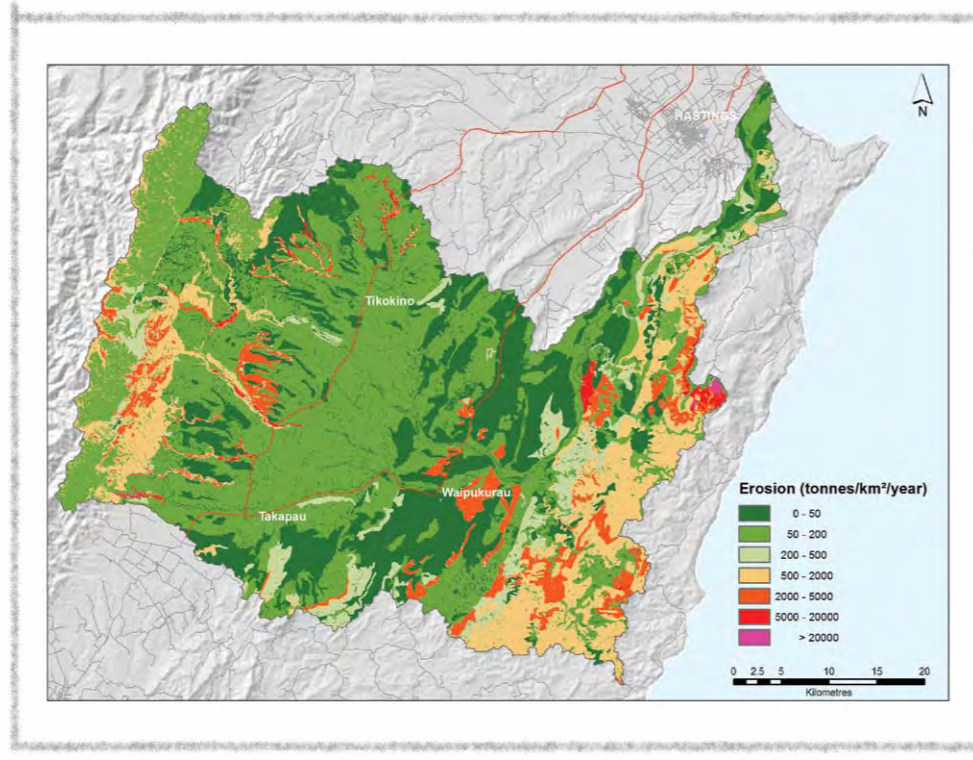 N
HASTINGS
Tikokino
Waipukurau
Takapau
Erosion (tonnes/km²/year)
0 - 50
50 - 200
200 - 500
500 - 2000
2000 - 5000
5000 - 20000
> 20000
0 2.5 5 10 15 20
Kilometres